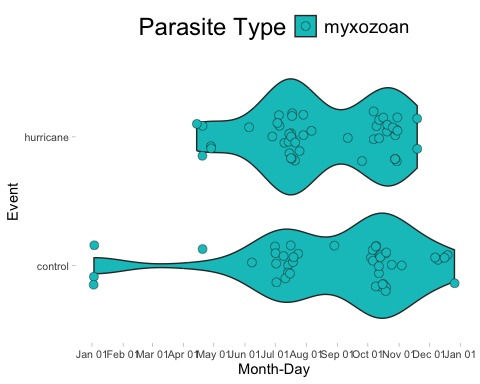 Parasite Type myxozoan
hurricane
Event
control
Jan 01 Feb 01 Mar 01 Apr 01 May 01 Jun 01 Jul 01 Aug 01 Sep 01 Oct 01 Nov 01 Dec 01 Jan 01
Month-Day